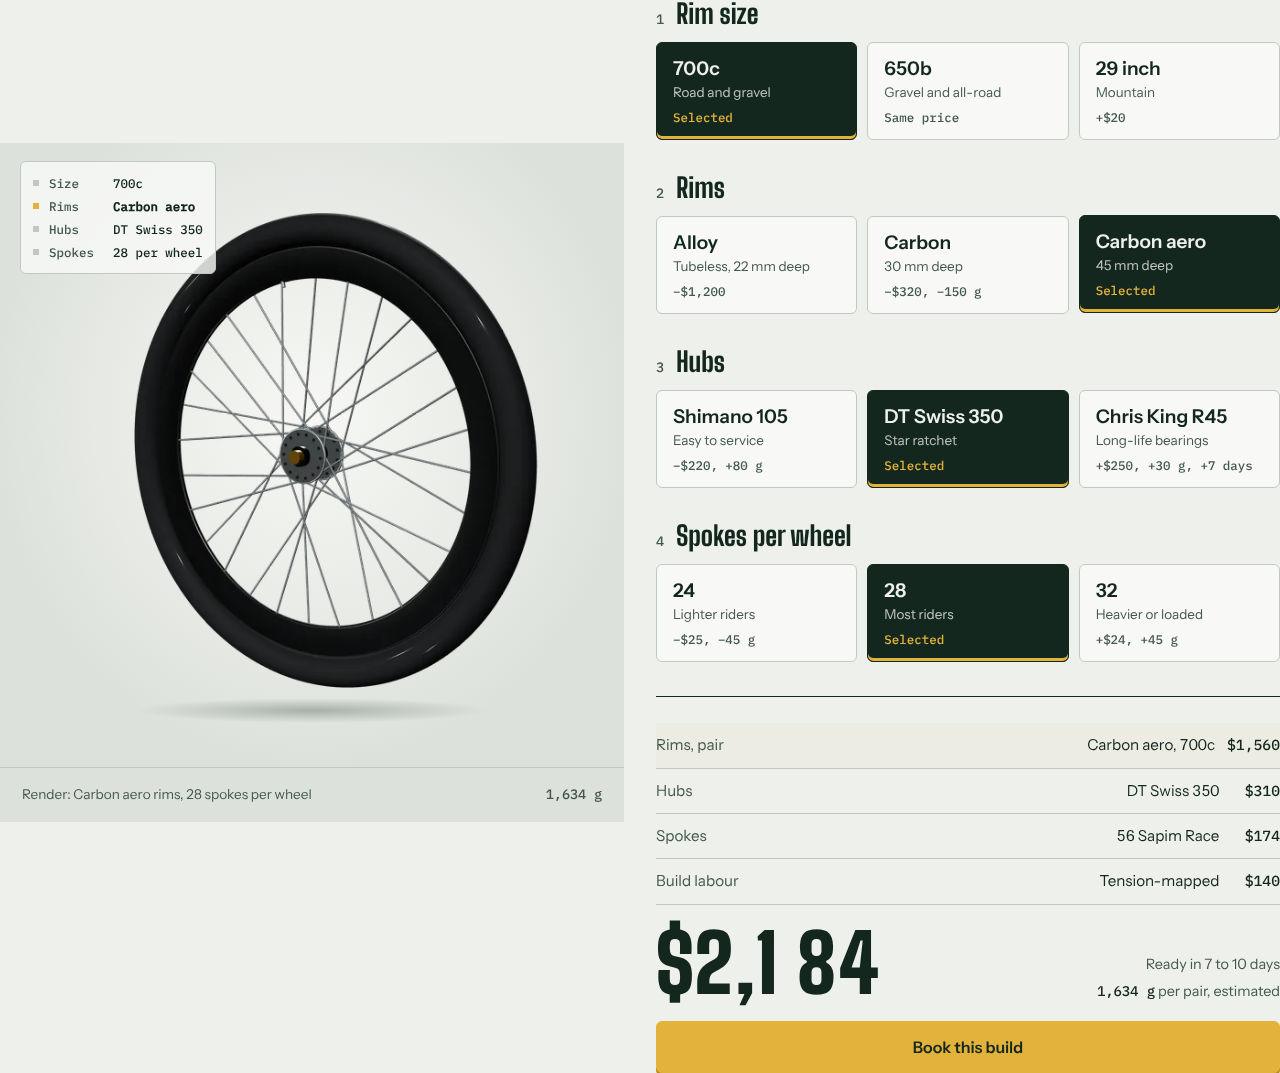 Size 700c
Rims Carbon aero
Hubs DT Swiss 350
Spokes 28 per wheel
Render: Carbon aero rims, 28 spokes per wheel 1,634 g
1 Rim size
700c
Road and gravel
Selected
650b
Gravel and all-road
Same price
29 inch
Mountain
+$20
2 Rims
Alloy
Tubeless, 22 mm deep
−$1,200
Carbon
30 mm deep
−$320, −150 g
Carbon aero
45 mm deep
Selected
3 Hubs
Shimano 105
Easy to service
−$220, +80 g
DT Swiss 350
Star ratchet
Selected
Chris King R45
Long-life bearings
+$250, +30 g, +7 days
4 Spokes per wheel
24
Lighter riders
−$25, −45 g
28
Most riders
Selected
32
Heavier or loaded
+$24, +45 g
Rims, pair Carbon aero, 700c $1,560
Hubs DT Swiss 350 $310
Spokes 56 Sapim Race $174
Build labour Tension-mapped $140
$2,184
Ready in 7 to 10 days
1,634 g per pair, estimated
Book this build